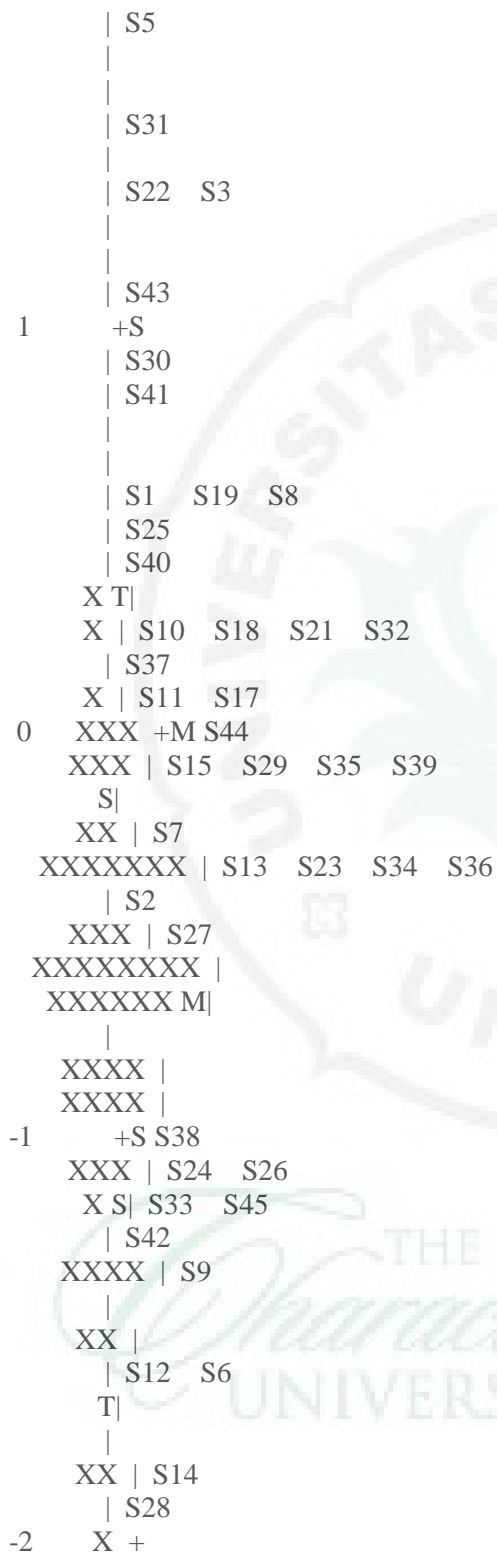 | S5
|
|
|
| S31
|
| S22 S3
|
|
| S43
1 +S
| S30
| S41
|
|
| S1 S19 S8
| S25
| S40
X T|
X | S10 S18 S21 S32
| S37
X | S11 S17
0 XXX +M S44
XXX | S15 S29 S35 S39
S|
XX | S7
XXXXXXX | S13 S23 S34 S36
| S2
XXX | S27
XXXXXXXX |
XXXXXX M|
|
XXXX |
XXXX |
-1 +S S38
XXX | S24 S26
X S| S33 S45
| S42
XXXX | S9
|
XX |
| S12 S6
T|
|
XX | S14
| S28
-2 X +
THE
UNIVERS